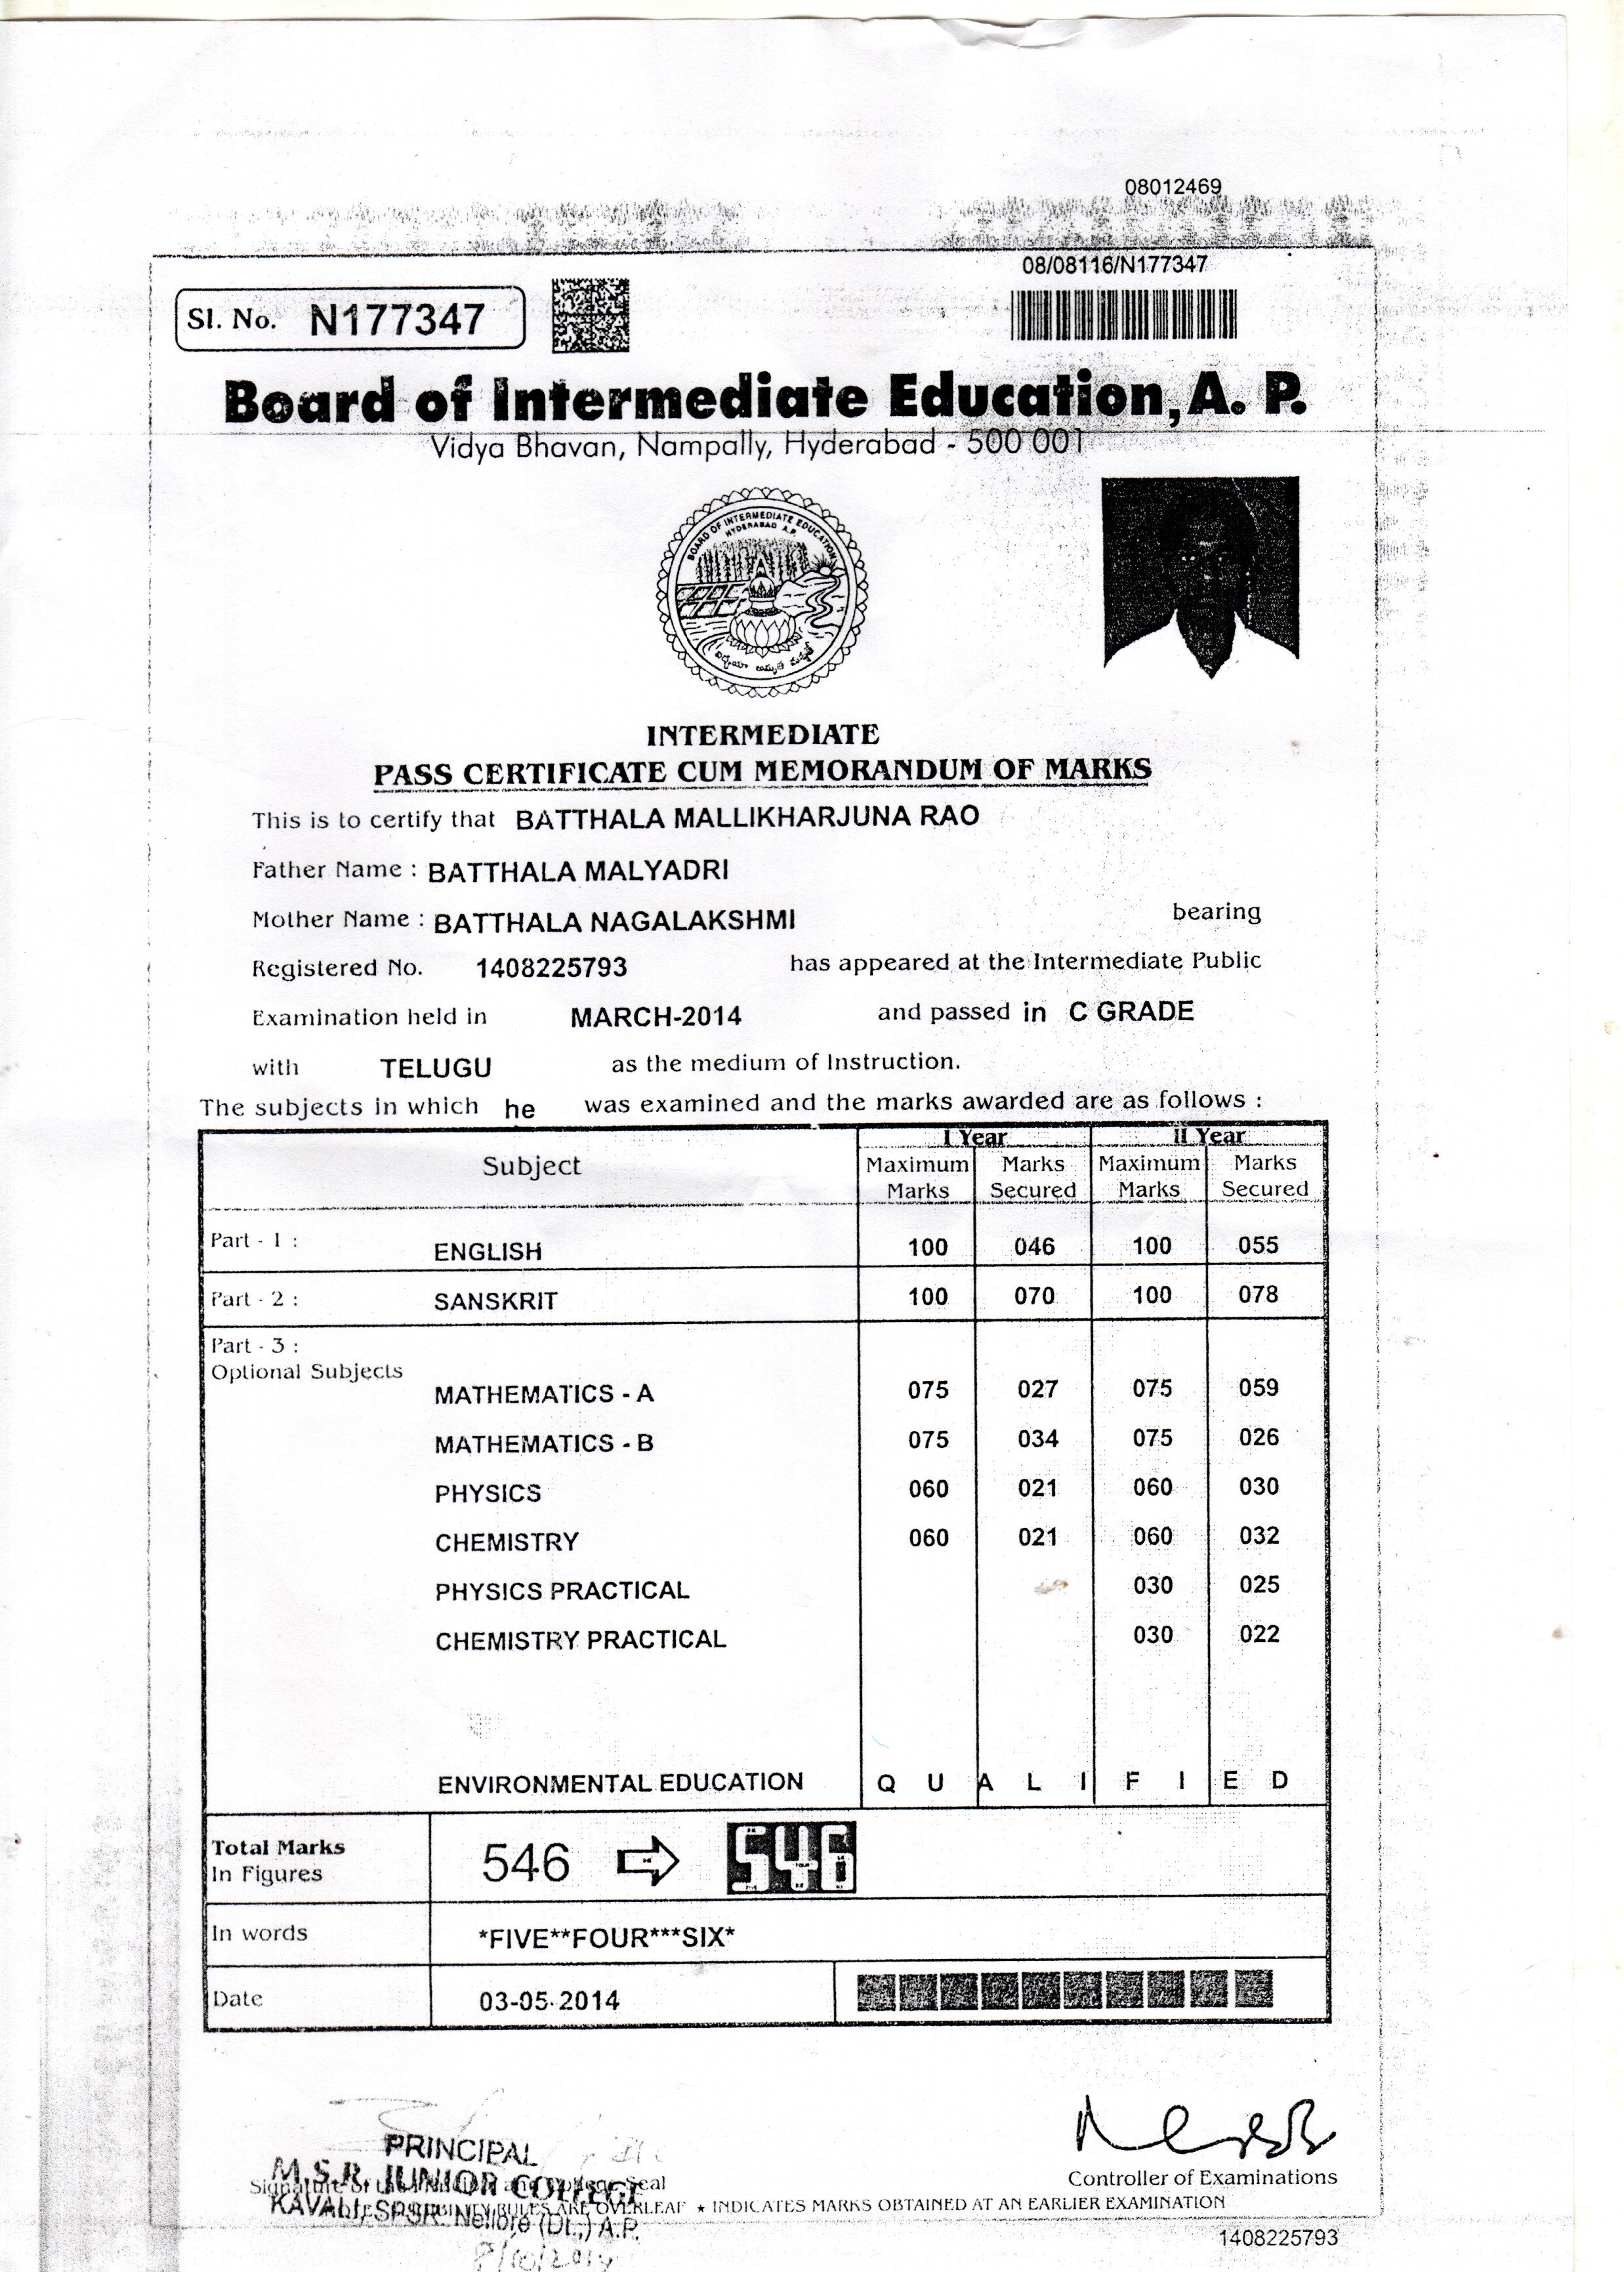 08012469
08/08116/N177347
Sl. No. N177347
Board of Intermediate Education, A. P.
Vidya Bhavan, Nampally, Hyderabad - 500 001
BOARD OF INTERMEDIATE EDUCATION
HYDERABAD A.P.
INTERMEDIATE
PASS CERTIFICATE CUM MEMORANDUM OF MARKS
This is to certify that BATTHALA MALLIKHARJUNA RAO
Father Name : BATTHALA MALYADRI
Mother Name : BATTHALA NAGALAKSHMI bearing
Registered No. 1408225793 has appeared at the Intermediate Public
Examination held in MARCH-2014 and passed in C GRADE
with TELUGU as the medium of Instruction.
The subjects in which he was examined and the marks awarded are as follows :
Subject I Year II Year
Maximum Marks Marks Secured Maximum Marks Marks Secured
Part - 1 : ENGLISH 100 046 100 055
Part - 2 : SANSKRIT 100 070 100 078
Part - 3 :
Optional Subjects
MATHEMATICS - A 075 027 075 059
MATHEMATICS - B 075 034 075 026
PHYSICS 060 021 060 030
CHEMISTRY 060 021 060 032
PHYSICS PRACTICAL 030 025
CHEMISTRY PRACTICAL 030 022
ENVIRONMENTAL EDUCATION Q U A L I F I E D
Total Marks
In Figures 546 546
In words *FIVE**FOUR***SIX*
Date 03-05-2014
PRINCIPAL
M.S.R. JUNIOR COLLEGE
KAVALI, SPSR Nellore (Dt.,) A.P.
Signature of the and College Seal
Controller of Examinations
RULES ARE OVERLEAF ★ INDICATES MARKS OBTAINED AT AN EARLIER EXAMINATION
8/10/2014
1408225793